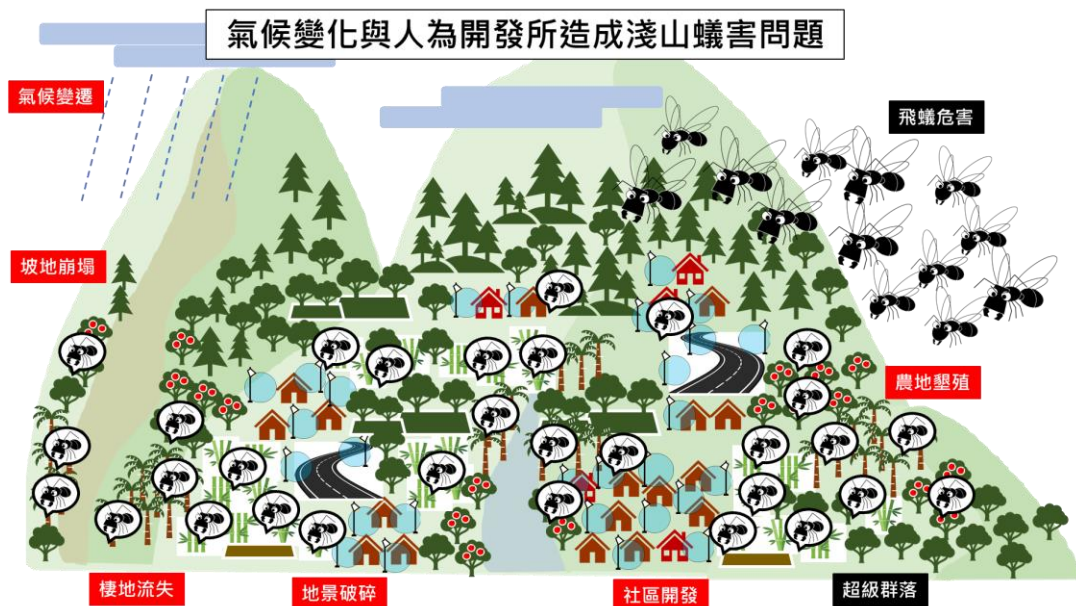 氣候變化與人為開發所造成淺山蟻害問題
氣候變遷
飛蟻危害
坡地崩塌
農地墾殖
棲地流失
地景破碎
社區開發
超級群落